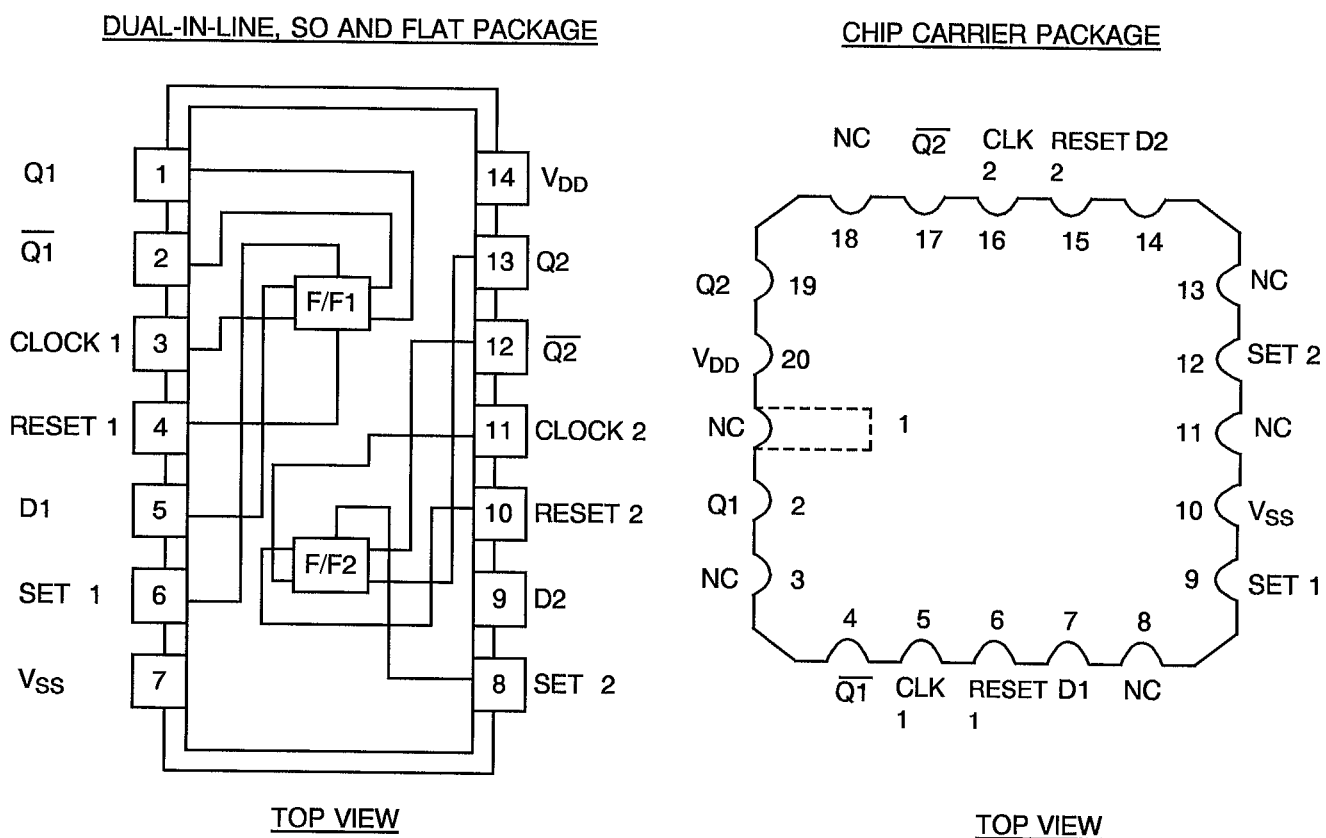 DUAL-IN-LINE, SO AND FLAT PACKAGE
Q1 1
Q1̅ 2
CLOCK 1 3
RESET 1 4
D1 5
SET 1 6
VSS 7
14 VDD
13 Q2
12 Q2̅
11 CLOCK 2
10 RESET 2
9 D2
8 SET 2
F/F1
F/F2
TOP VIEW
CHIP CARRIER PACKAGE
NC Q2̅ CLK 2 RESET 2 D2
18 17 16 15 14
Q2 19
VDD 20
NC 1
Q1 2
NC 3
13 NC
12 SET 2
11 NC
10 VSS
9 SET 1
4 5 6 7 8
Q1̅ CLK 1 RESET 1 D1 NC
TOP VIEW